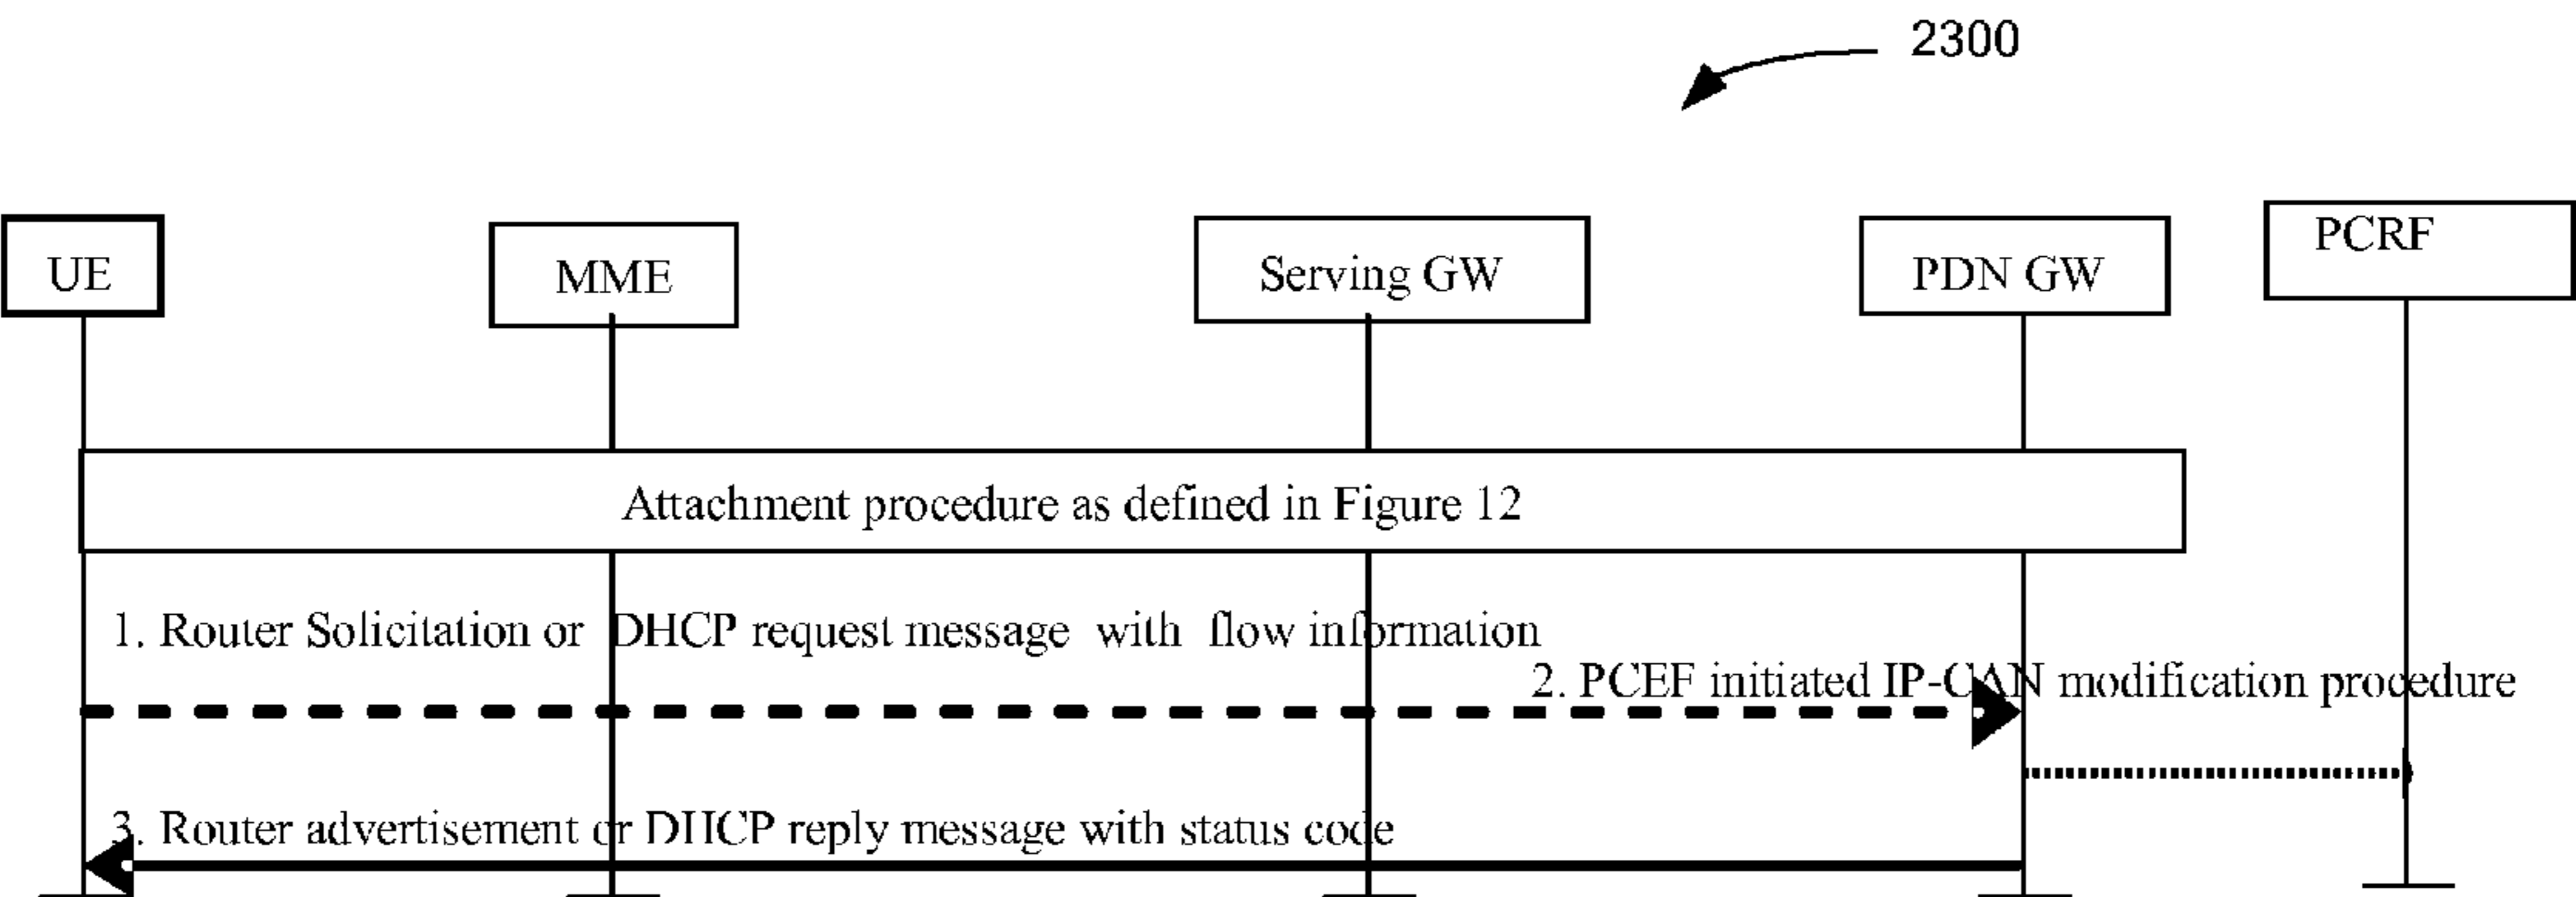 2300
UE
MME
Serving GW
PDN GW
PCRF
Attachment procedure as defined in Figure 12
1. Router Solicitation or DHCP request message with flow information
2. PCEF initiated IP-CAN modification procedure
3. Router advertisement or DHCP reply message with status code